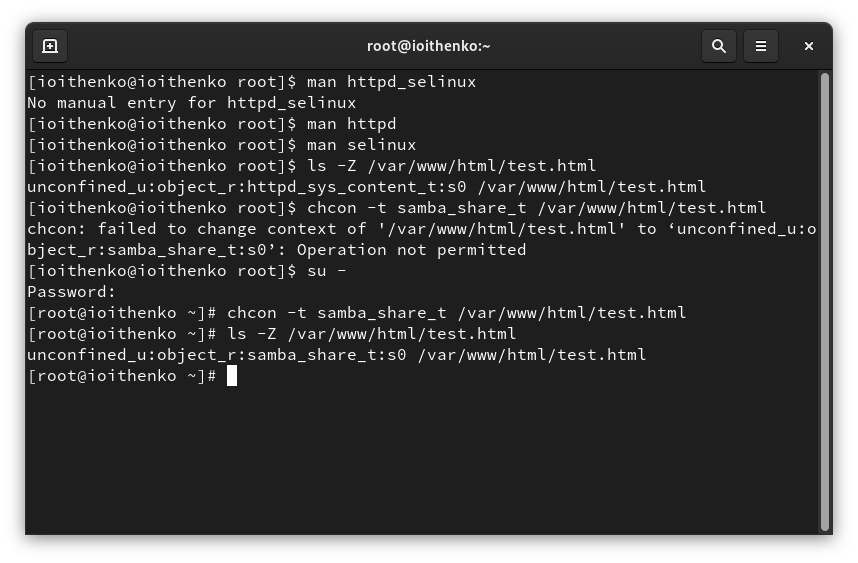 root@ioithenko:~
[ioithenko@ioithenko root]$ man httpd_selinux
No manual entry for httpd_selinux
[ioithenko@ioithenko root]$ man httpd
[ioithenko@ioithenko root]$ man selinux
[ioithenko@ioithenko root]$ ls -Z /var/www/html/test.html
unconfined_u:object_r:httpd_sys_content_t:s0 /var/www/html/test.html
[ioithenko@ioithenko root]$ chcon -t samba_share_t /var/www/html/test.html
chcon: failed to change context of '/var/www/html/test.html' to ‘unconfined_u:o
bject_r:samba_share_t:s0’: Operation not permitted
[ioithenko@ioithenko root]$ su -
Password:
[root@ioithenko ~]# chcon -t samba_share_t /var/www/html/test.html
[root@ioithenko ~]# ls -Z /var/www/html/test.html
unconfined_u:object_r:samba_share_t:s0 /var/www/html/test.html
[root@ioithenko ~]#